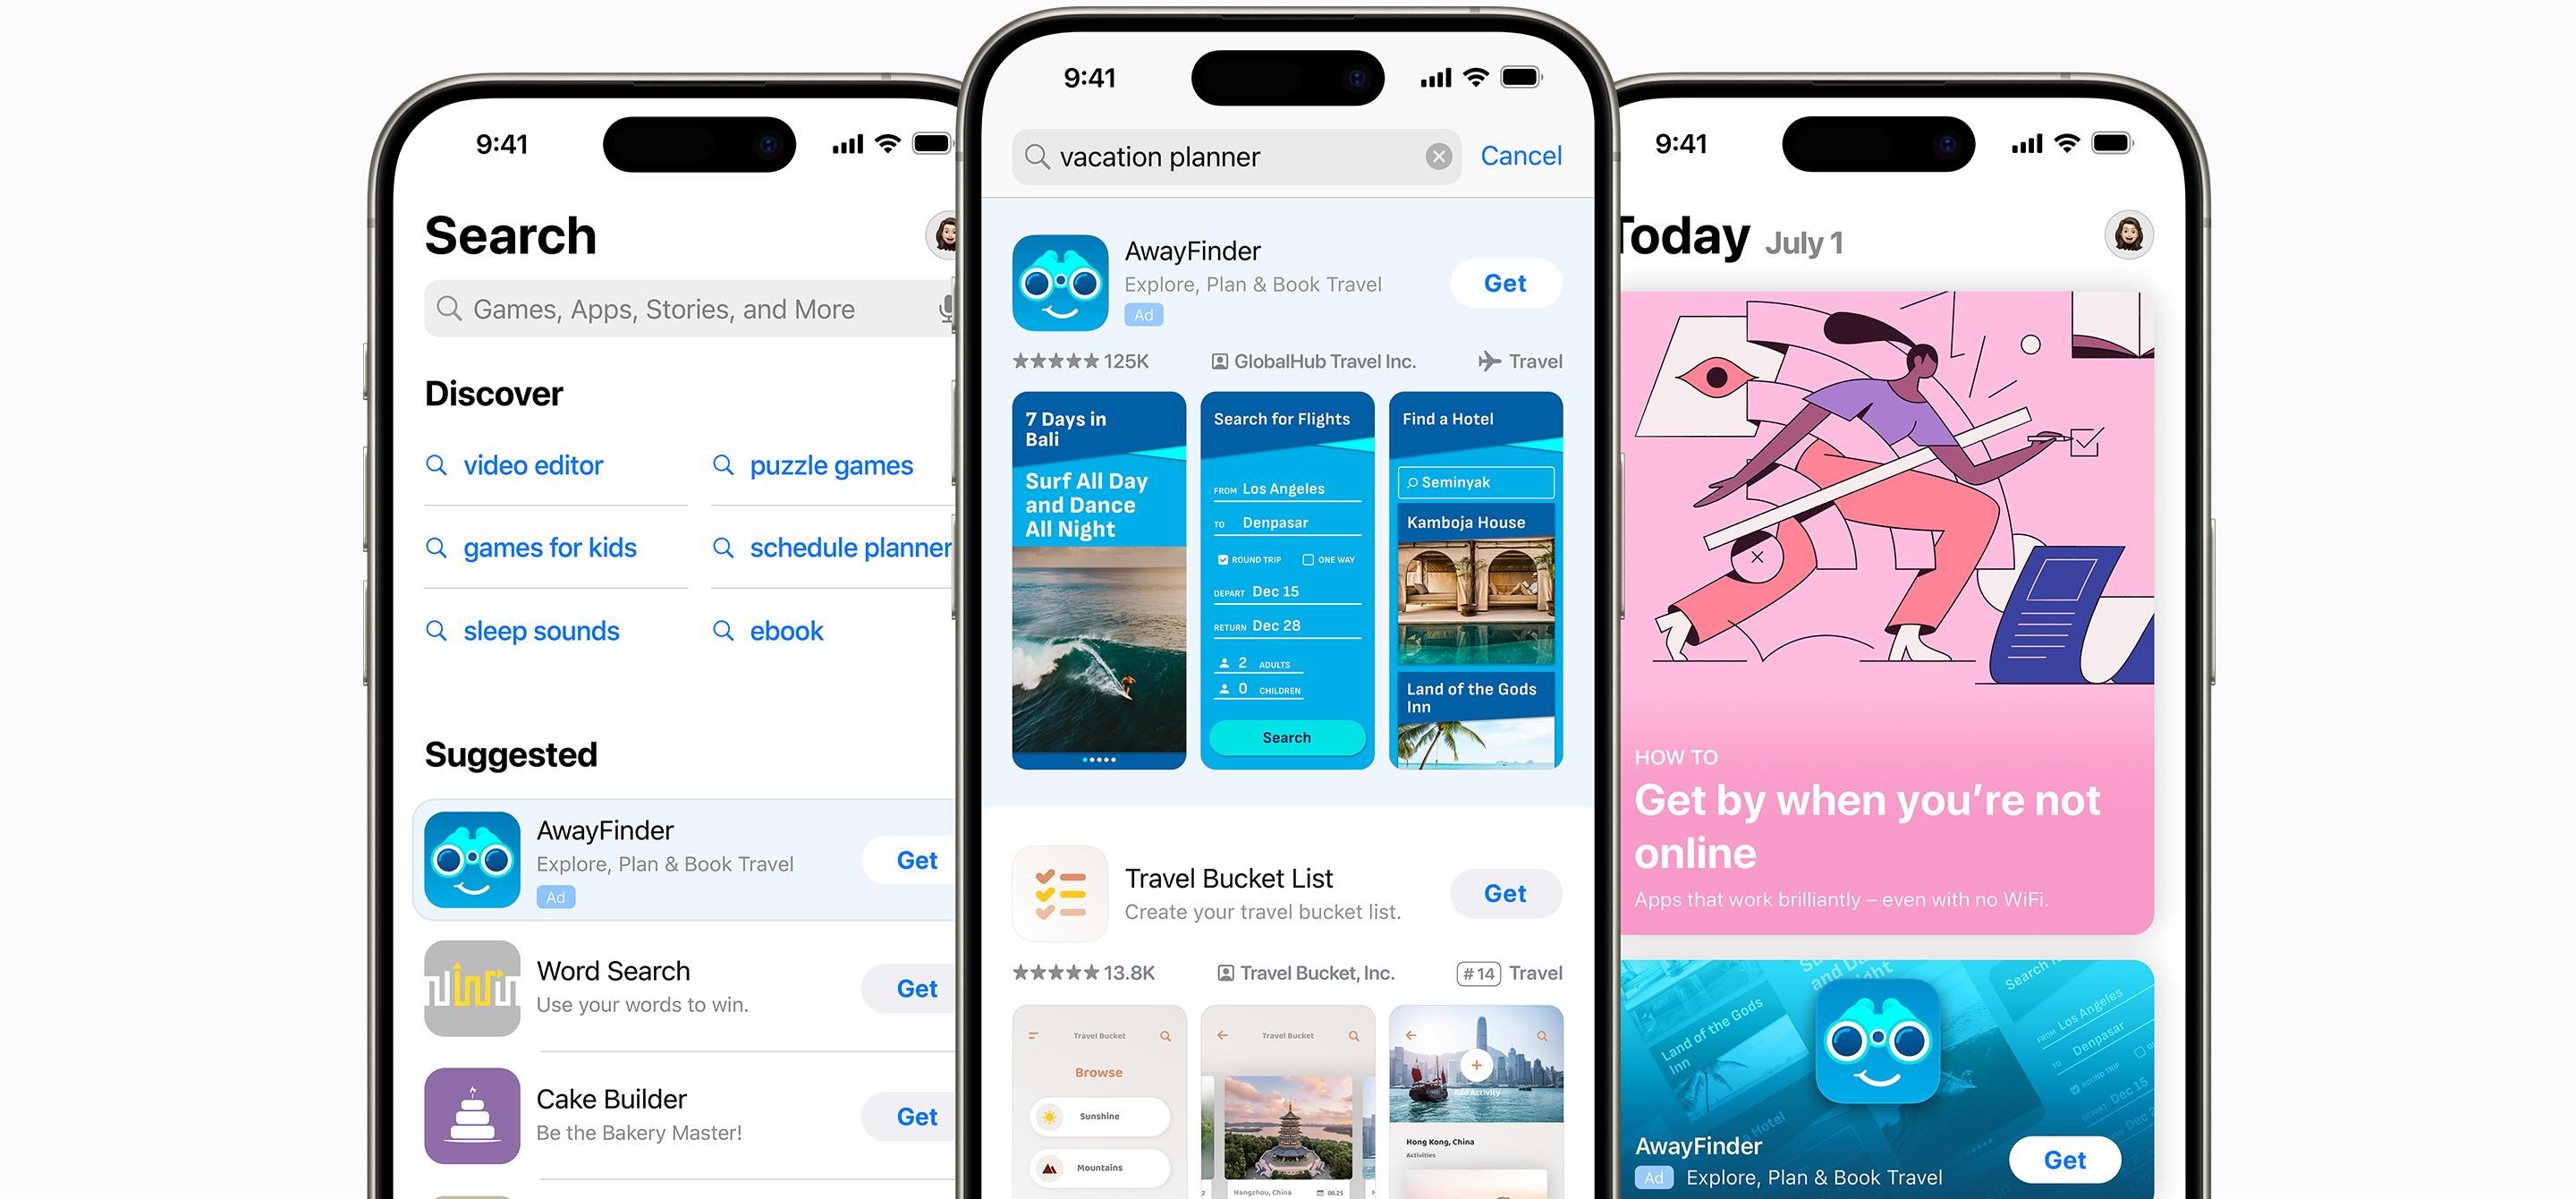 9:41
Search
Games, Apps, Stories, and More
Discover
video editor
puzzle games
games for kids
schedule planner
sleep sounds
ebook
Suggested
AwayFinder
Explore, Plan & Book Travel
Ad
Get
Word Search
Use your words to win.
Get
Cake Builder
Be the Bakery Master!
Get
9:41
vacation planner
Cancel
AwayFinder
Explore, Plan & Book Travel
Ad
Get
125K
GlobalHub Travel Inc.
Travel
7 Days in
Bali
Surf All Day
and Dance
All Night
Search for Flights
FROM Los Angeles
TO Denpasar
ROUND TRIP
ONE WAY
DEPART Dec 15
RETURN Dec 28
2 ADULTS
0 CHILDREN
Search
Find a Hotel
Seminyak
Kamboja House
Land of the Gods
Inn
Travel Bucket List
Create your travel bucket list.
Get
13.8K
Travel Bucket, Inc.
#14 Travel
Travel Bucket
Browse
Sunshine
Mountains
Travel Bucket
Hangzhou, China
08.25
Add Activity
Hong Kong, China
Activities
9:41
Today July 1
HOW TO
Get by when you’re not
online
Apps that work brilliantly – even with no WiFi.
and Da
ght
Land of the Gods
Inn
Hotel
Search
FROM Los Angeles
TO Denpasar
ROUND TRIP
DEPART Dec 15
Dec 2
AwayFinder
Ad
Explore, Plan & Book Travel
Get